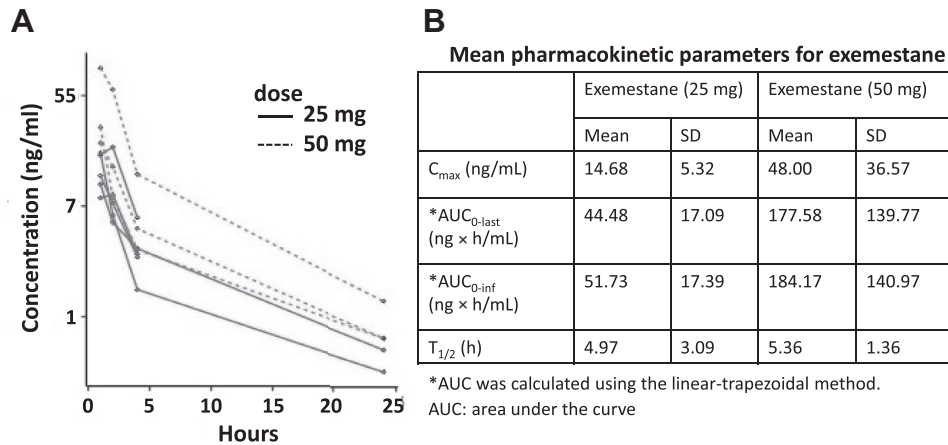 A
Concentration (ng/ml)
55
7
1
dose
25 mg
50 mg
0 5 10 15 20 25
Hours
B
Mean pharmacokinetic parameters for exemestane
Exemestane (25 mg) Exemestane (50 mg)
Mean SD Mean SD
Cmax (ng/mL) 14.68 5.32 48.00 36.57
*AUC0-last 44.48 17.09 177.58 139.77
(ng × h/mL)
*AUC0-inf 51.73 17.39 184.17 140.97
(ng × h/mL)
T1/2 (h) 4.97 3.09 5.36 1.36
*AUC was calculated using the linear-trapezoidal method.
AUC: area under the curve